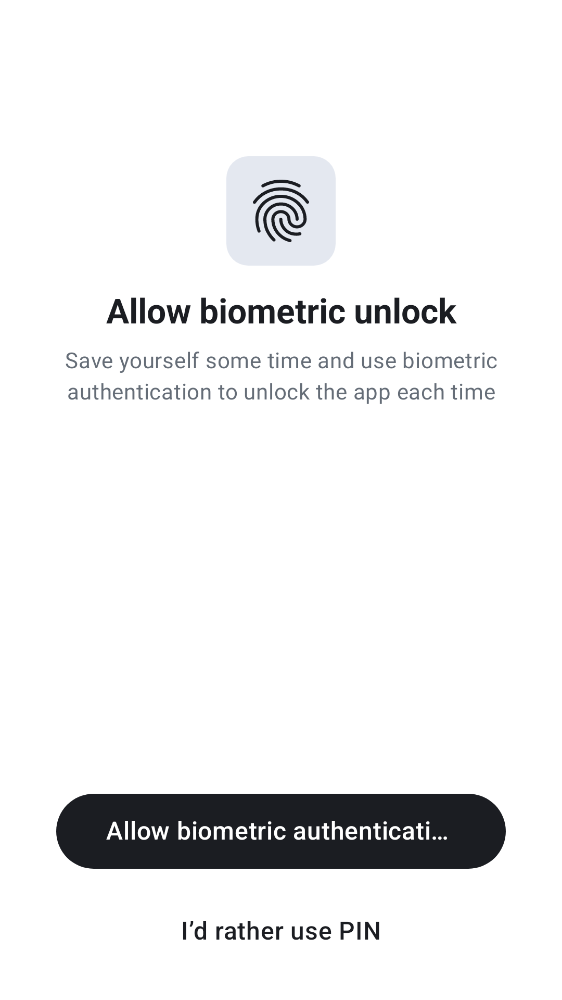 Allow biometric unlock
Save yourself some time and use biometric
authentication to unlock the app each time
Allow biometric authenticati…
I’d rather use PIN